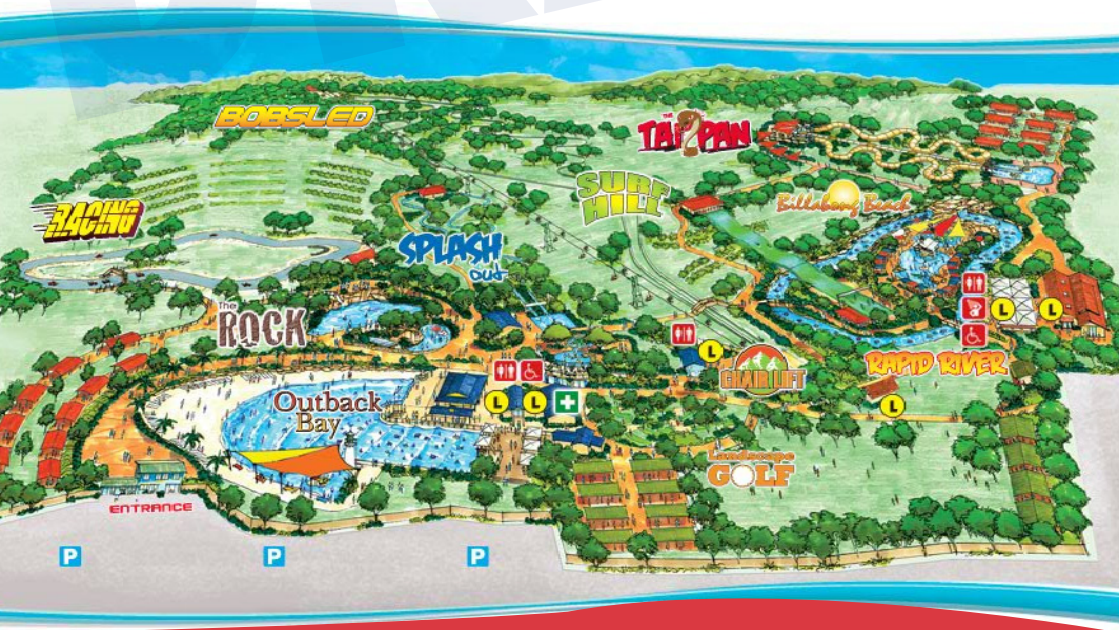 BOBSLED
THE
TAIPAN
SURF
HILL
Billabong Beach
RACING
SPLASH
OUT
The
ROCK
L
L
L
CHAIR LIFT
RAPID RIVER
Outback
Bay
L
L
L
Landscape
GOLF
ENTRANCE
P
P
P